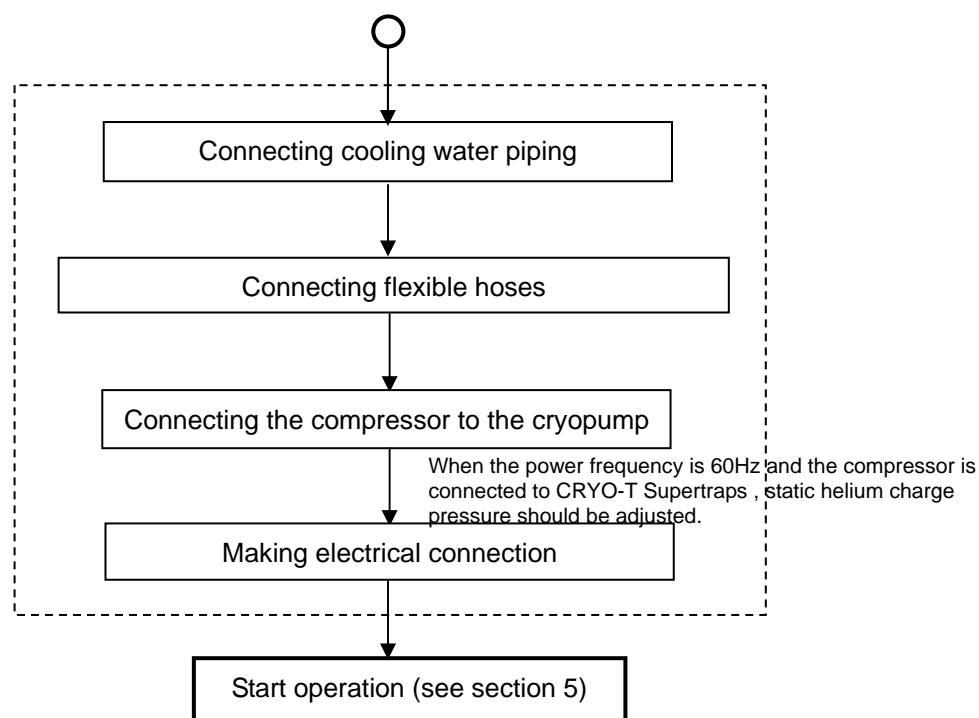 Connecting cooling water piping
Connecting flexible hoses
Connecting the compressor to the cryopump
When the power frequency is 60Hz and the compressor is
connected to CRYO-T Supertraps , static helium charge
pressure should be adjusted.
Making electrical connection
Start operation (see section 5)